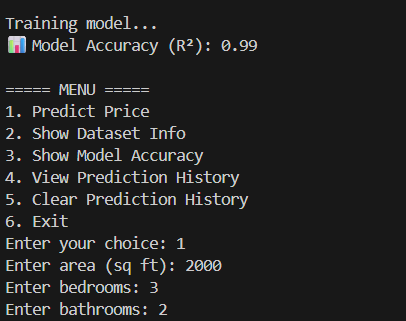 Training model...
📊 Model Accuracy (R²): 0.99
===== MENU =====
1. Predict Price
2. Show Dataset Info
3. Show Model Accuracy
4. View Prediction History
5. Clear Prediction History
6. Exit
Enter your choice: 1
Enter area (sq ft): 2000
Enter bedrooms: 3
Enter bathrooms: 2